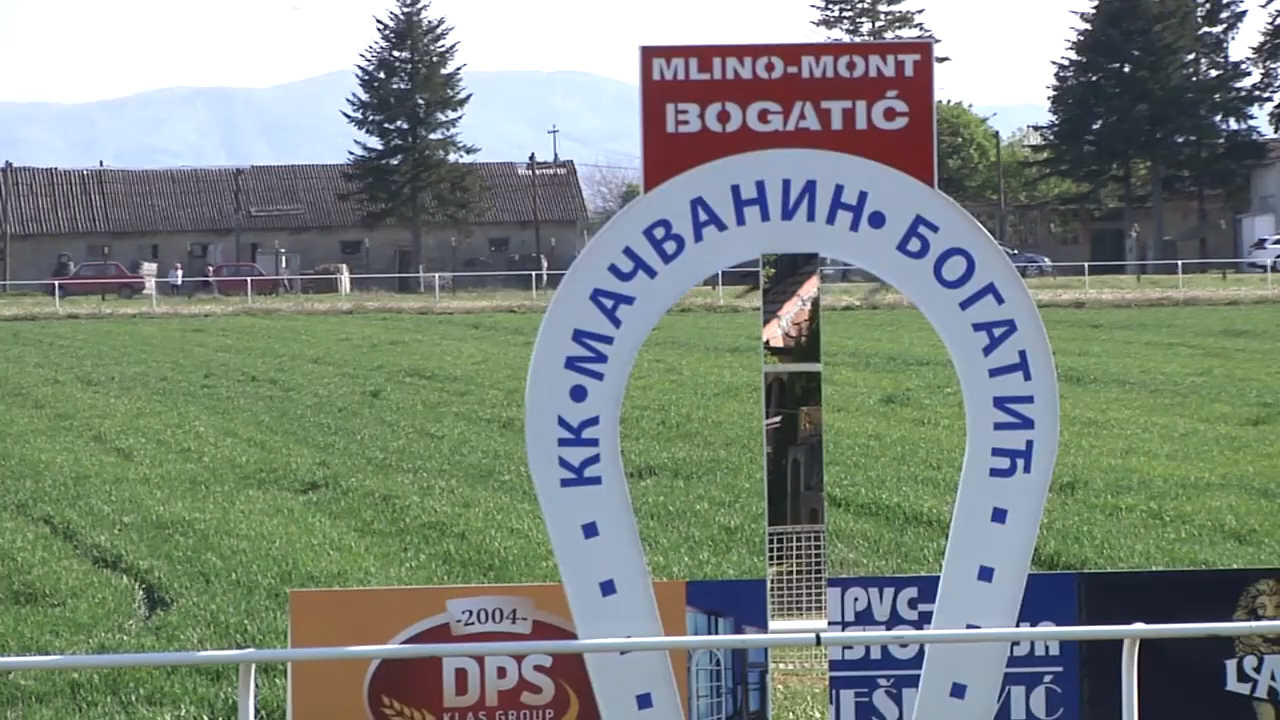 MLINO-MONT
BOGATIĆ
КК•МАЧВАНИН•БОГАТИЋ
-2004-
DPS
KLAS GROUP